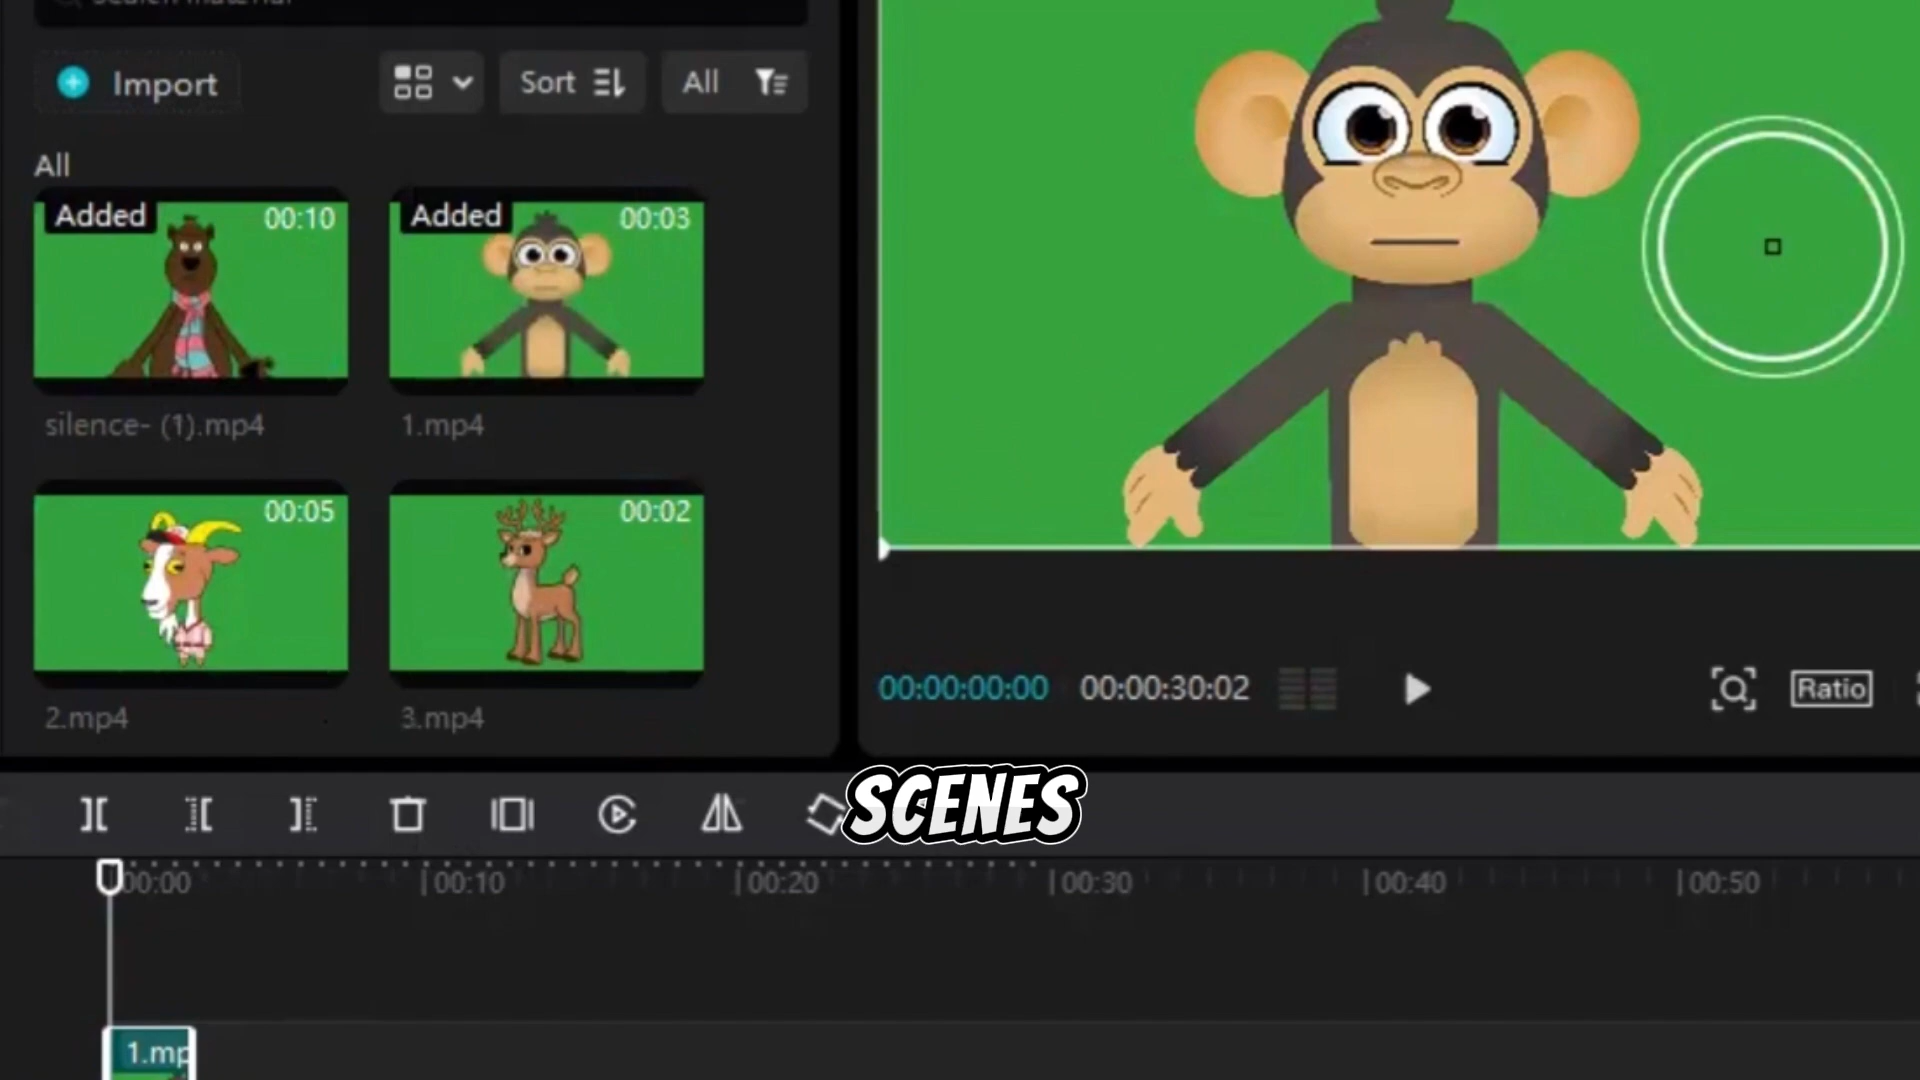 Search material
Import
Sort
All
All
Added
00:10
Added
00:03
silence- (1).mp4
1.mp4
00:05
00:02
2.mp4
3.mp4
00:00:00:00
00:00:30:02
Ratio
SCENES
00:00
00:10
00:20
00:30
00:40
00:50
1.mp